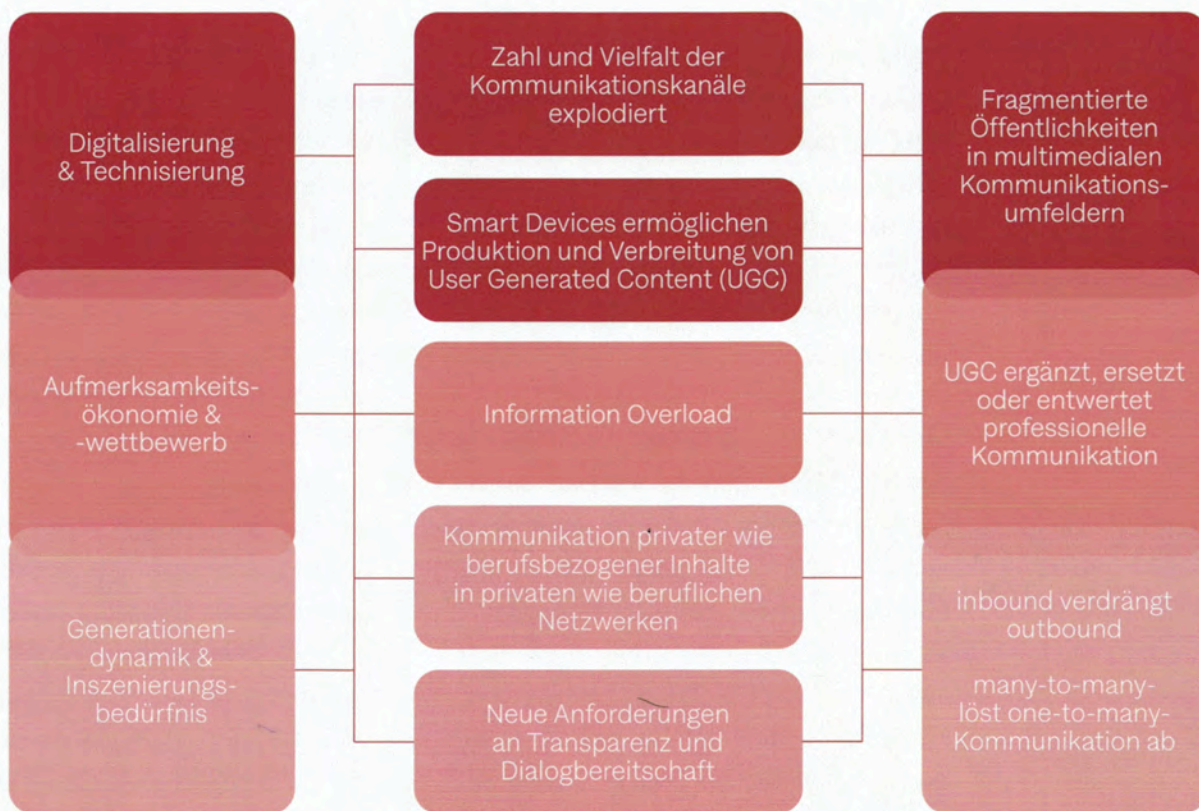 Digitalisierung
& Technisierung
Aufmerksamkeits-
ökonomie &
-wettbewerb
Generationen-
dynamik &
Inszenierungs-
bedürfnis
Zahl und Vielfalt der
Kommunikationskanäle
explodiert
Smart Devices ermöglichen
Produktion und Verbreitung von
User Generated Content (UGC)
Information Overload
Kommunikation privater wie
berufsbezogener Inhalte
in privaten wie beruflichen
Netzwerken
Neue Anforderungen
an Transparenz und
Dialogbereitschaft
Fragmentierte
Öffentlichkeiten
in multimedialen
Kommunikations-
umfeldern
UGC ergänzt, ersetzt
oder entwertet
professionelle
Kommunikation
inbound verdrängt
outbound
many-to-many-
löst one-to-many-
Kommunikation ab